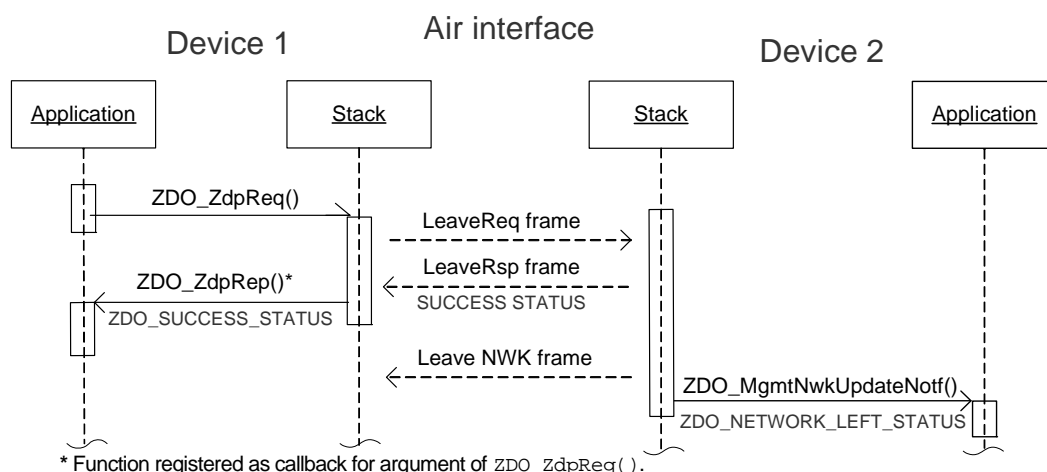 Air interface
Device 1
Device 2
Application
Stack
Stack
Application
ZDO_ZdpReq()
LeaveReq frame
LeaveRsp frame
ZDO_ZdpRep()*
SUCCESS STATUS
ZDO_SUCCESS_STATUS
Leave NWK frame
ZDO_MgmtNwkUpdateNotf()
ZDO_NETWORK_LEFT_STATUS
* Function registered as callback for argument of ZDO_ZdpReq().